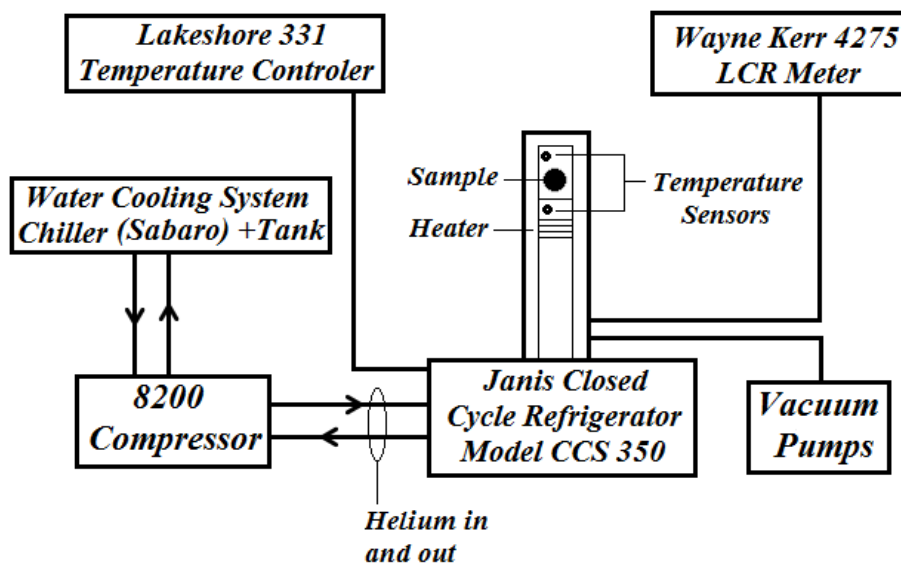 Lakeshore 331
Temperature Controler
Wayne Kerr 4275
LCR Meter
Sample
Heater
Temperature
Sensors
Water Cooling System
Chiller (Sabaro) +Tank
8200
Compressor
Janis Closed
Cycle Refrigerator
Model CCS 350
Vacuum
Pumps
Helium in
and out